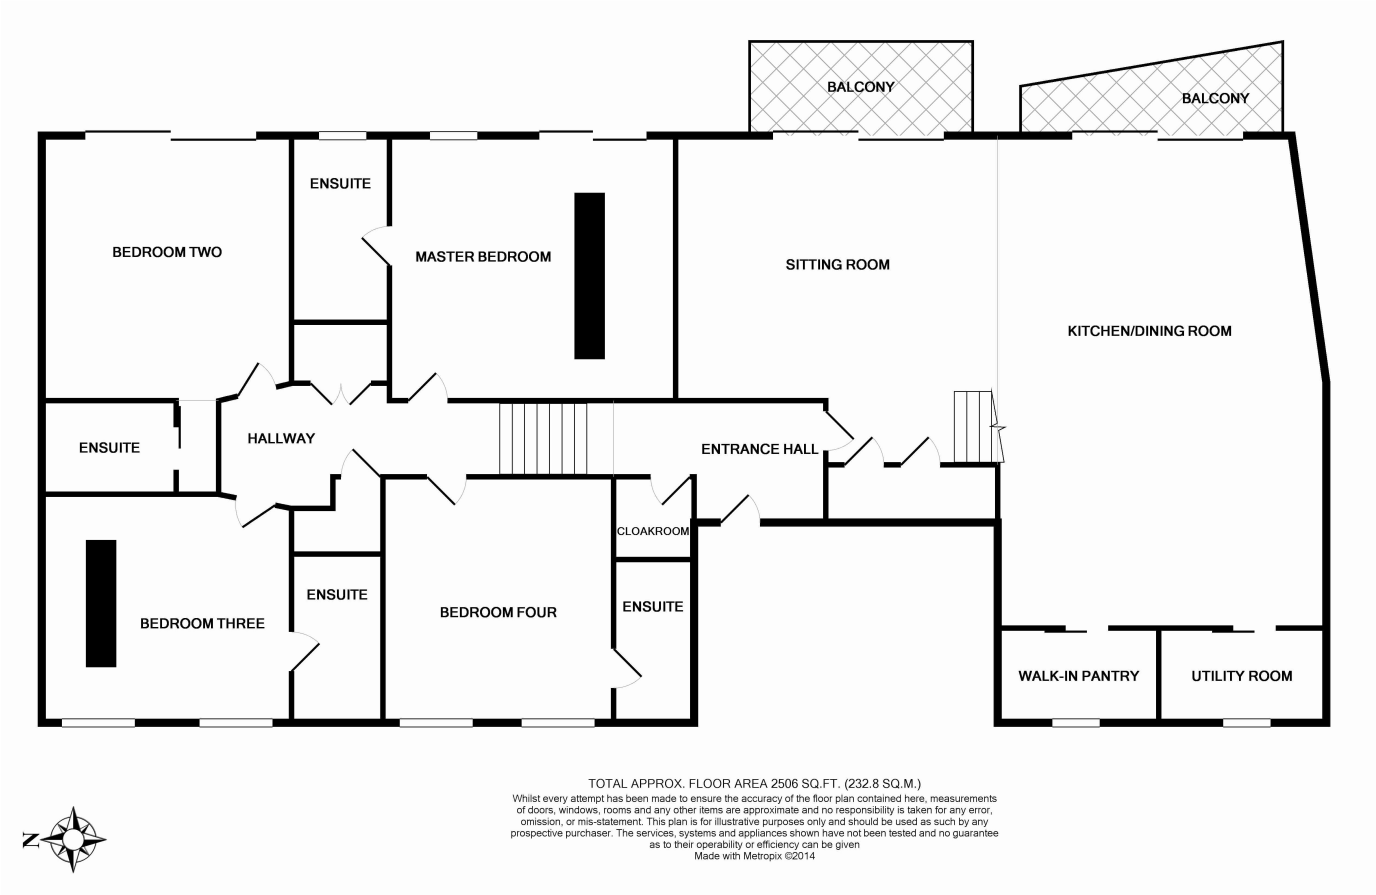 BALCONY
BALCONY
ENSUITE
BEDROOM TWO
MASTER BEDROOM
SITTING ROOM
KITCHEN/DINING ROOM
HALLWAY
ENSUITE
ENTRANCE HALL
CLOAKROOM
ENSUITE
ENSUITE
BEDROOM FOUR
BEDROOM THREE
WALK-IN PANTRY
UTILITY ROOM
TOTAL APPROX. FLOOR AREA 2506 SQ.FT. (232.8 SQ.M.)
Whilst every attempt has been made to ensure the accuracy of the floor plan contained here, measurements
of doors, windows, rooms and any other items are approximate and no responsibility is taken for any error,
omission, or mis-statement. This plan is for illustrative purposes only and should be used as such by any
prospective purchaser. The services, systems and appliances shown have not been tested and no guarantee
as to their operability or efficiency can be given
Made with Metropix ©2014
N